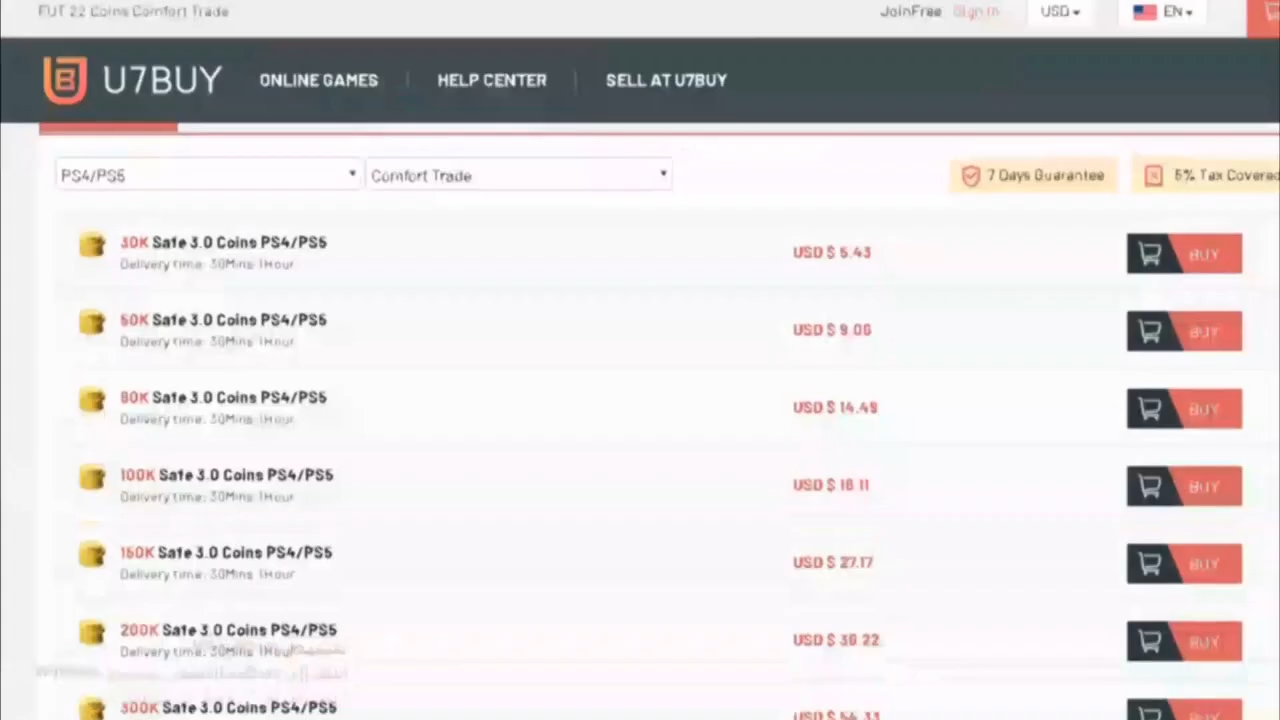 FUT 22 Coins Comfort Trade
JoinFree Sign In USD EN
U7BUY ONLINE GAMES HELP CENTER SELL AT U7BUY
PS4/PS5 Comfort Trade 7 Days Guarantee 5% Tax Covered
30K Safe 3.0 Coins PS4/PS5
Delivery time: 30Mins 1Hour
USD $ 5.43
BUY
50K Safe 3.0 Coins PS4/PS5
Delivery time: 30Mins 1Hour
USD $ 9.06
BUY
80K Safe 3.0 Coins PS4/PS5
Delivery time: 30Mins 1Hour
USD $ 14.49
BUY
100K Safe 3.0 Coins PS4/PS5
Delivery time: 30Mins 1Hour
USD $ 18.11
BUY
150K Safe 3.0 Coins PS4/PS5
Delivery time: 30Mins 1Hour
USD $ 27.17
BUY
200K Safe 3.0 Coins PS4/PS5
Delivery time: 30Mins 1Hour
USD $ 36.22
BUY
300K Safe 3.0 Coins PS4/PS5
USD $ 54.33